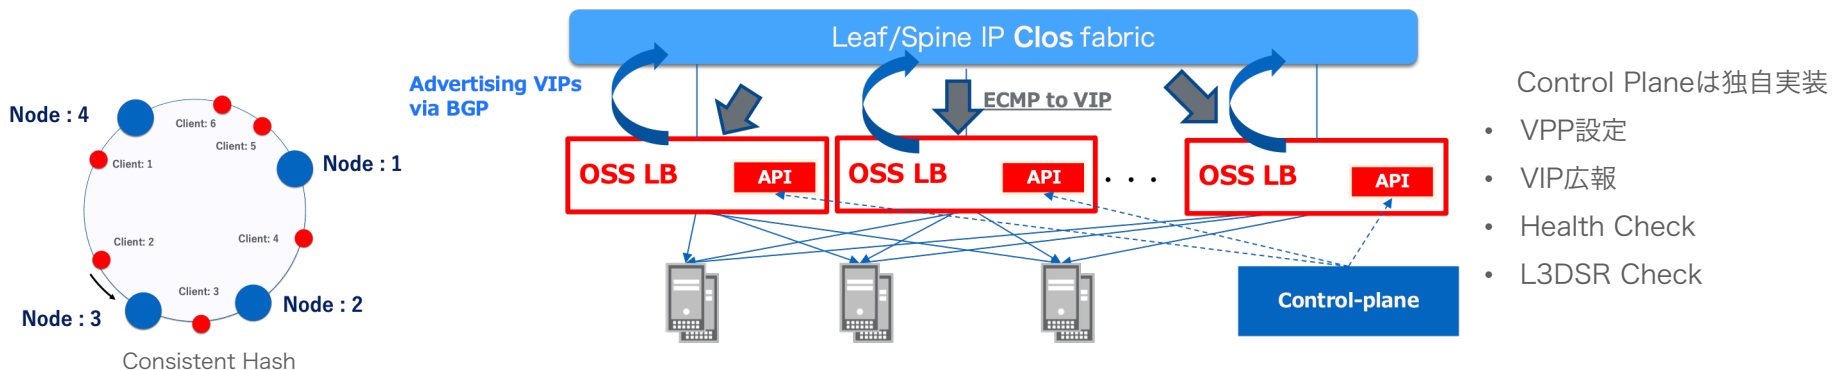 Node : 4
Client: 6
Client: 5
Client: 1
Node : 1
Client: 2
Client: 4
Client: 3
Node : 3
Node : 2
Consistent Hash
Leaf/Spine IP Clos fabric
Advertising VIPs
via BGP
ECMP to VIP
OSS LB
API
OSS LB
API
. . .
OSS LB
API
Control-plane
Control Planeは独自実装
• VPP設定
• VIP広報
• Health Check
• L3DSR Check